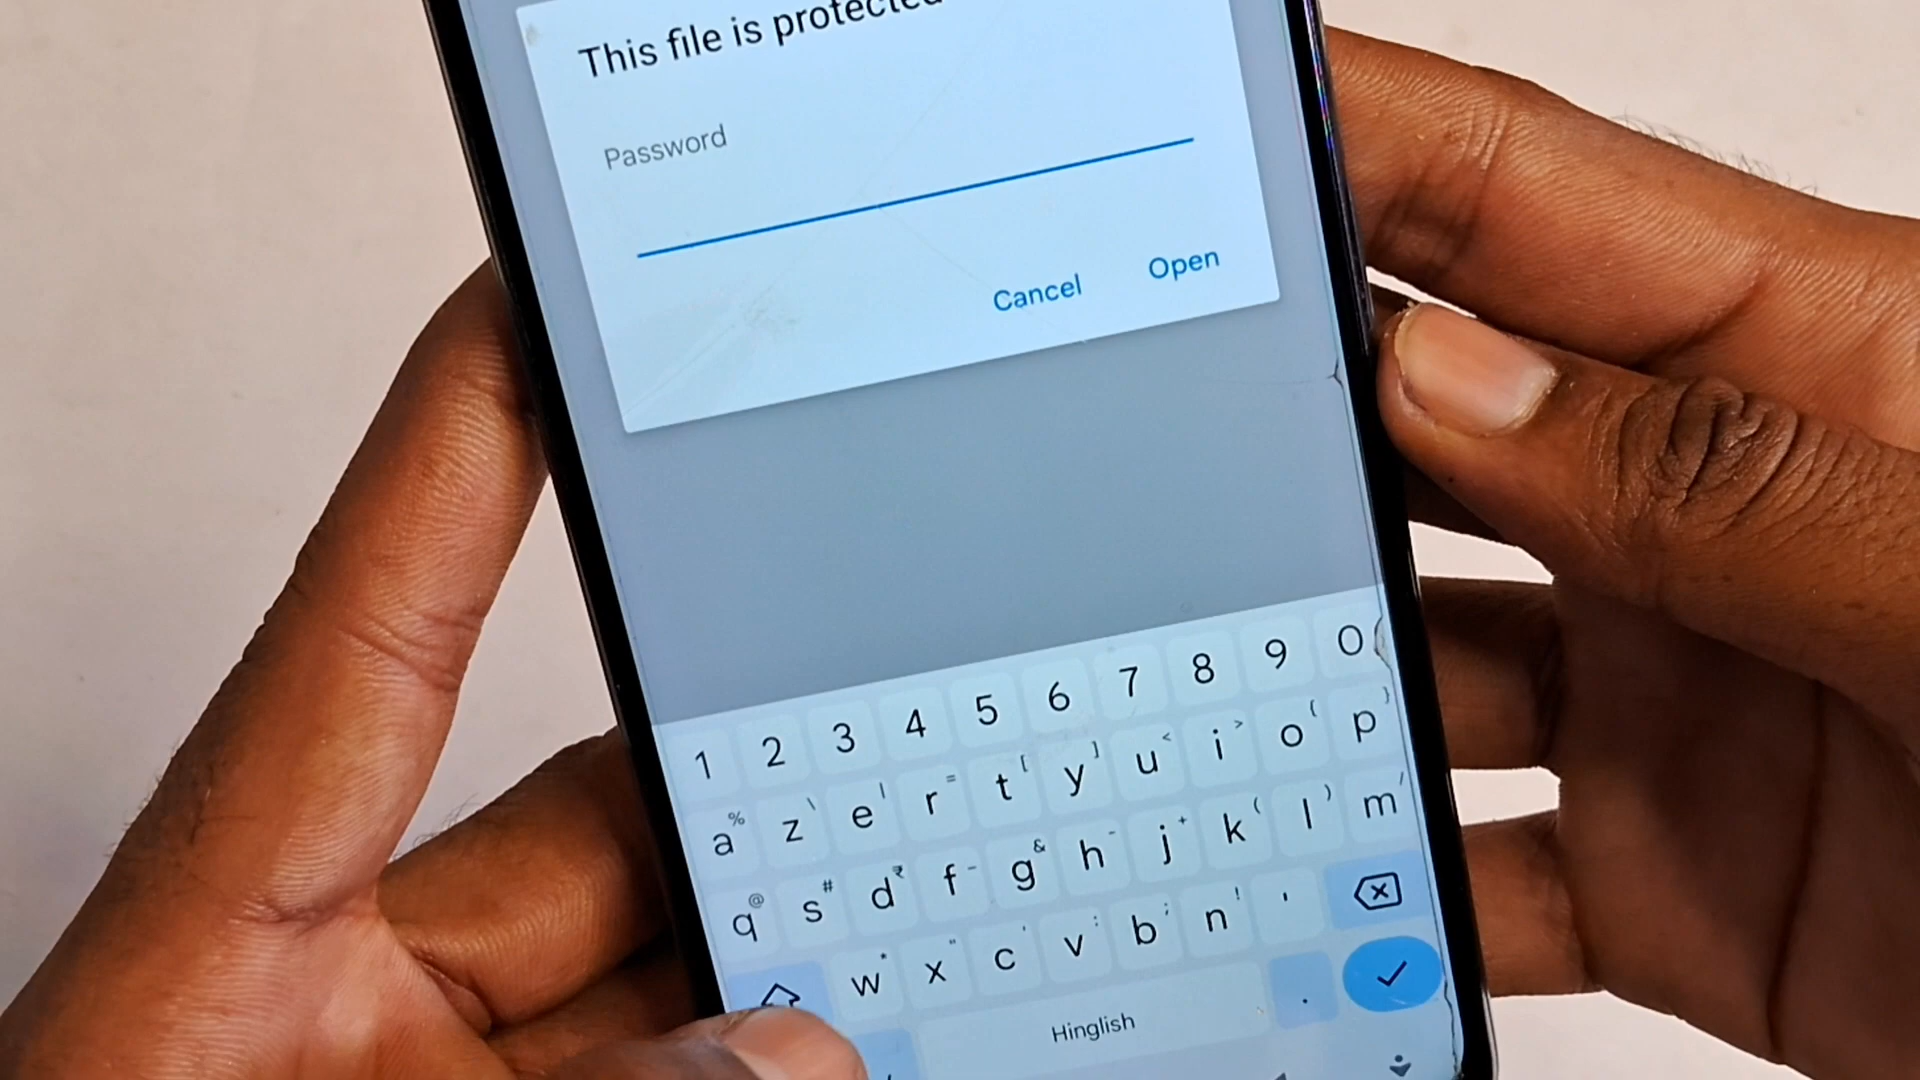 This file is protected
Password
Cancel Open
1 2 3 4 5 6 7 8 9 0
a % z \ e | r = t [ y ] u < i > o { p }
q @ s # d ₹ f - g & h - j + k ( l ) m '
w * x " c ' v : b ; n ! '
Hinglish .